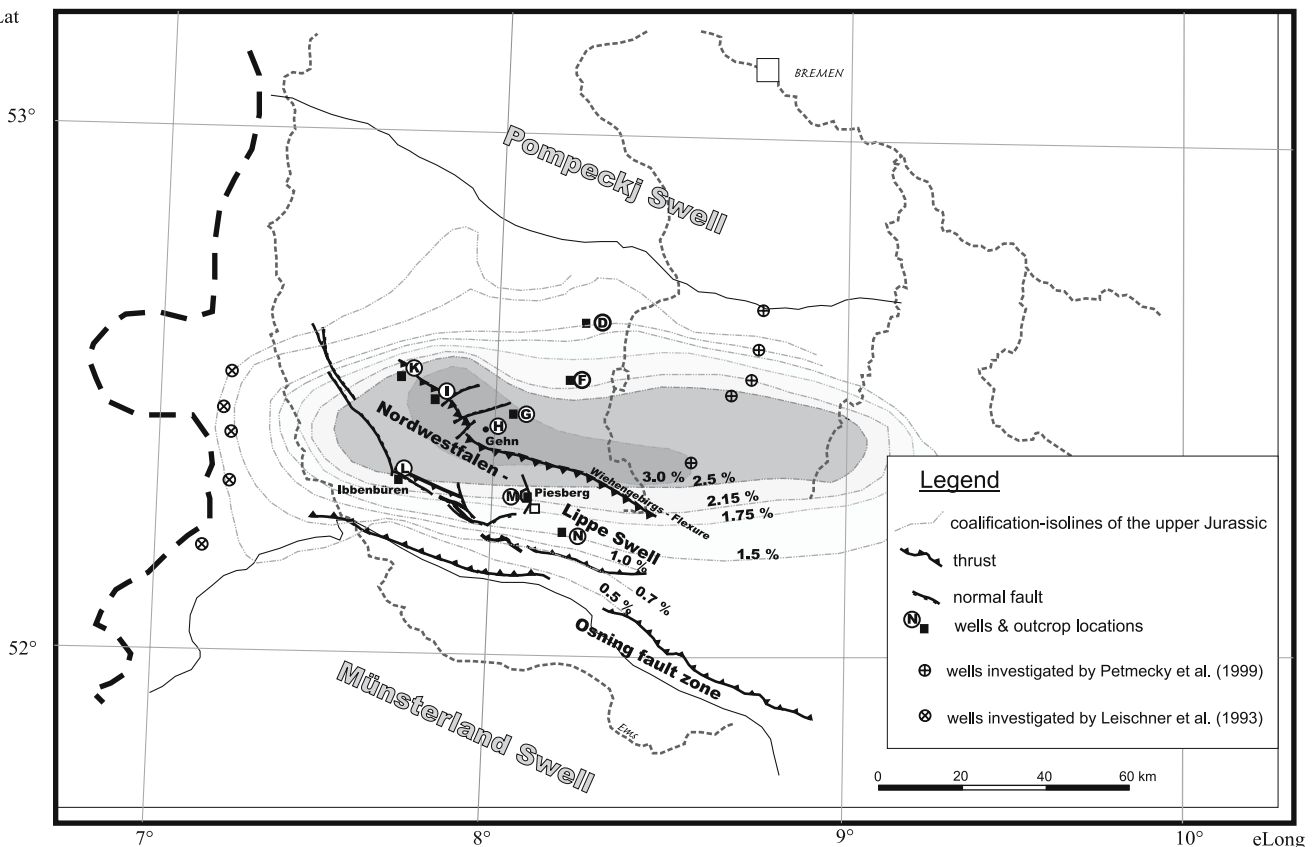 Lat
BREMEN
53°
Pompeckj Swell
D
K
F
I
G
H
Nordwestfalen -
Gehn
L
Ibbenbüren
M
Piesberg
Wiehengebirgs - Flexure
3.0 % 2.5 %
2.15 %
1.75 %
1.5 %
N
Lippe Swell
1.0 %
0.7 %
0.5 %
Osning fault zone
52°
Münsterland Swell
Ems
Legend
coalification-isolines of the upper Jurassic
thrust
normal fault
N wells & outcrop locations
wells investigated by Petmecky et al. (1999)
wells investigated by Leischner et al. (1993)
0 20 40 60 km
7° 8° 9° 10° eLong